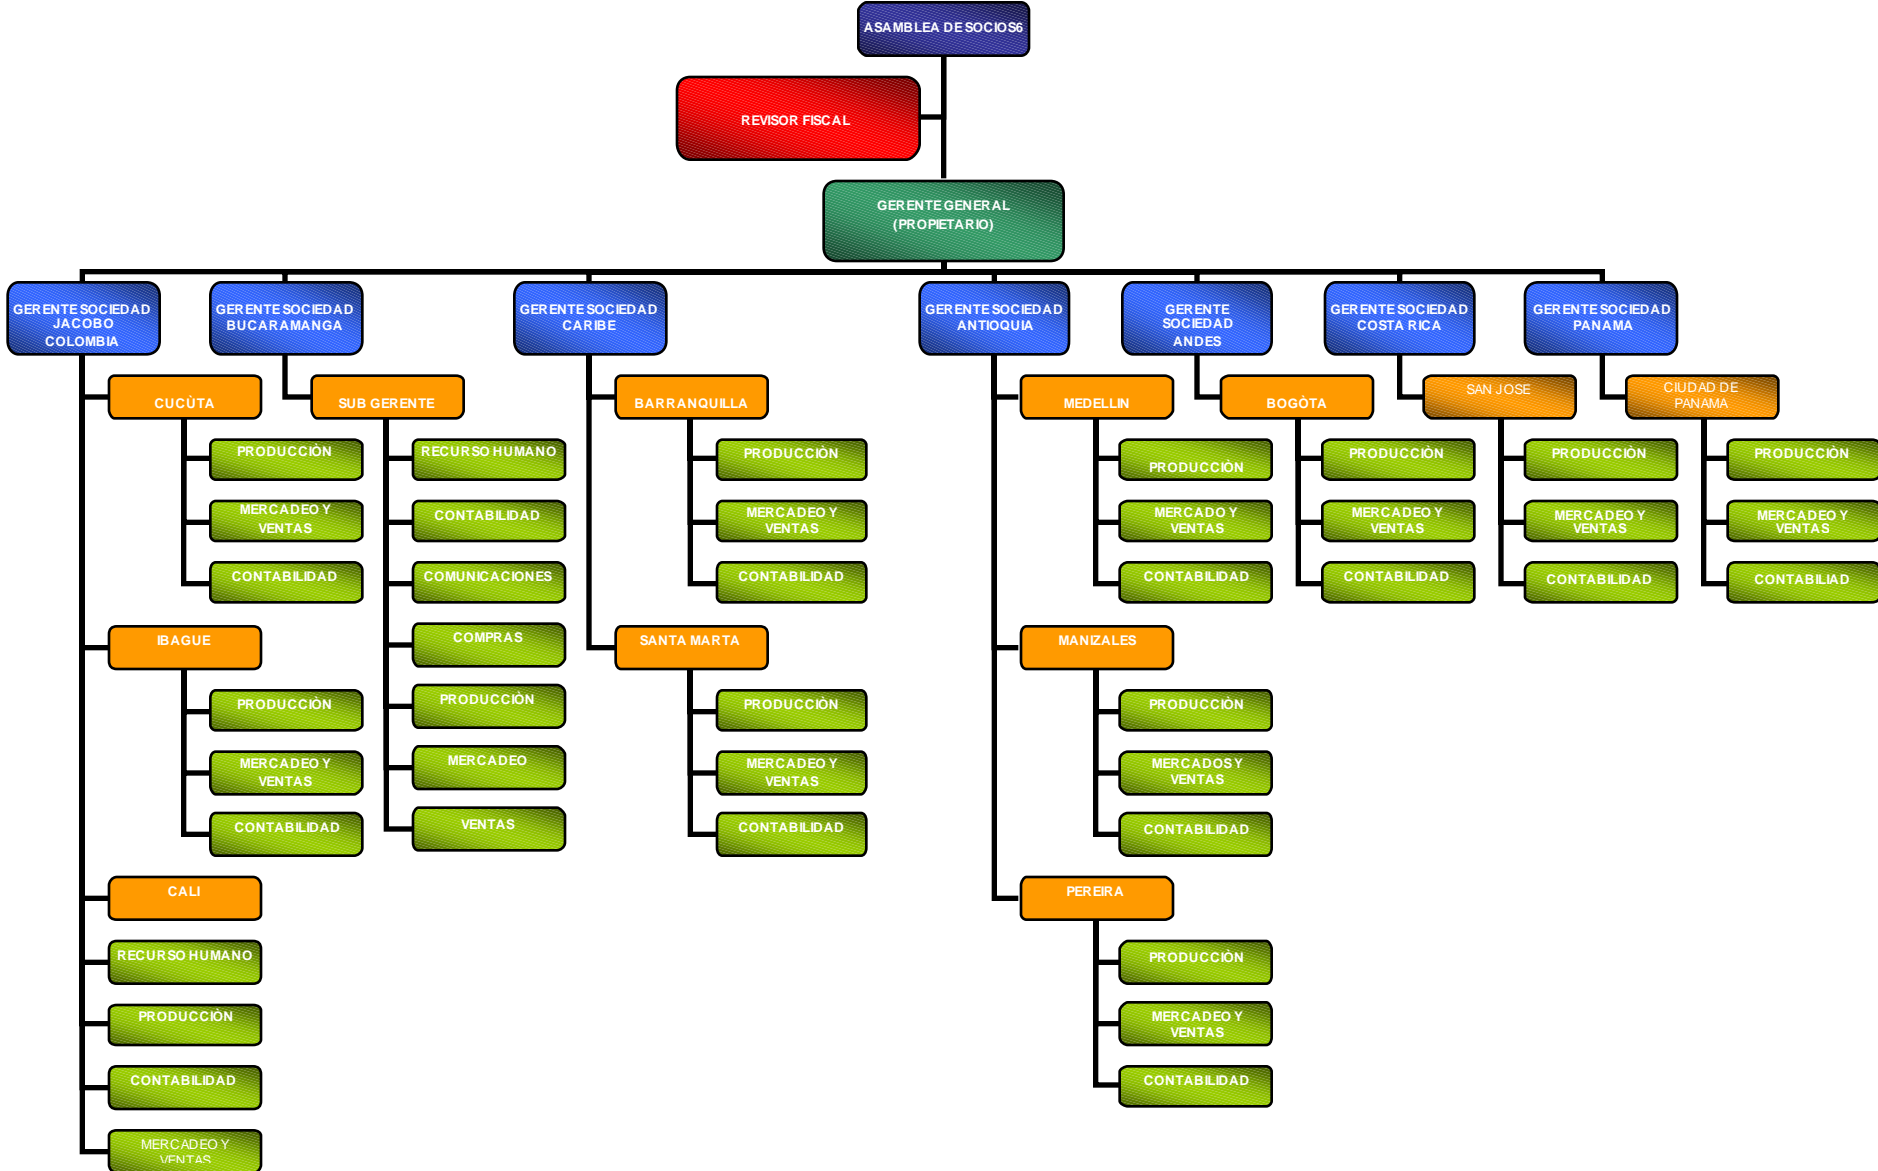 ASAMBLEA DE SOCIOS6
REVISOR FISCAL
GERENTE GENERAL
(PROPIETARIO)
GERENTE SOCIEDAD
JACOBO
COLOMBIA
GERENTE SOCIEDAD
BUCARAMANGA
GERENTE SOCIEDAD
CARIBE
GERENTE SOCIEDAD
ANTIOQUIA
GERENTE
SOCIEDAD
ANDES
GERENTE SOCIEDAD
COSTA RICA
GERENTE SOCIEDAD
PANAMA
CUCÙTA
PRODUCCIÒN
MERCADEO Y
VENTAS
CONTABILIDAD
IBAGUE
PRODUCCIÒN
MERCADEO Y
VENTAS
CONTABILIDAD
CALI
RECURSO HUMANO
PRODUCCIÒN
CONTABILIDAD
MERCADEO Y
VENTAS
SUB GERENTE
RECURSO HUMANO
CONTABILIDAD
COMUNICACIONES
COMPRAS
PRODUCCIÒN
MERCADEO
VENTAS
BARRANQUILLA
PRODUCCIÒN
MERCADEO Y
VENTAS
CONTABILIDAD
SANTA MARTA
PRODUCCIÒN
MERCADEO Y
VENTAS
CONTABILIDAD
MEDELLIN
PRODUCCIÒN
MERCADO Y
VENTAS
CONTABILIDAD
MANIZALES
PRODUCCIÒN
MERCADOS Y
VENTAS
CONTABILIDAD
PEREIRA
PRODUCCIÒN
MERCADEO Y
VENTAS
CONTABILIDAD
BOGÒTA
PRODUCCIÒN
MERCADEO Y
VENTAS
CONTABILIDAD
SAN JOSE
PRODUCCIÒN
MERCADEO Y
VENTAS
CONTABILIDAD
CIUDAD DE
PANAMA
PRODUCCIÒN
MERCADEO Y
VENTAS
CONTABILIAD